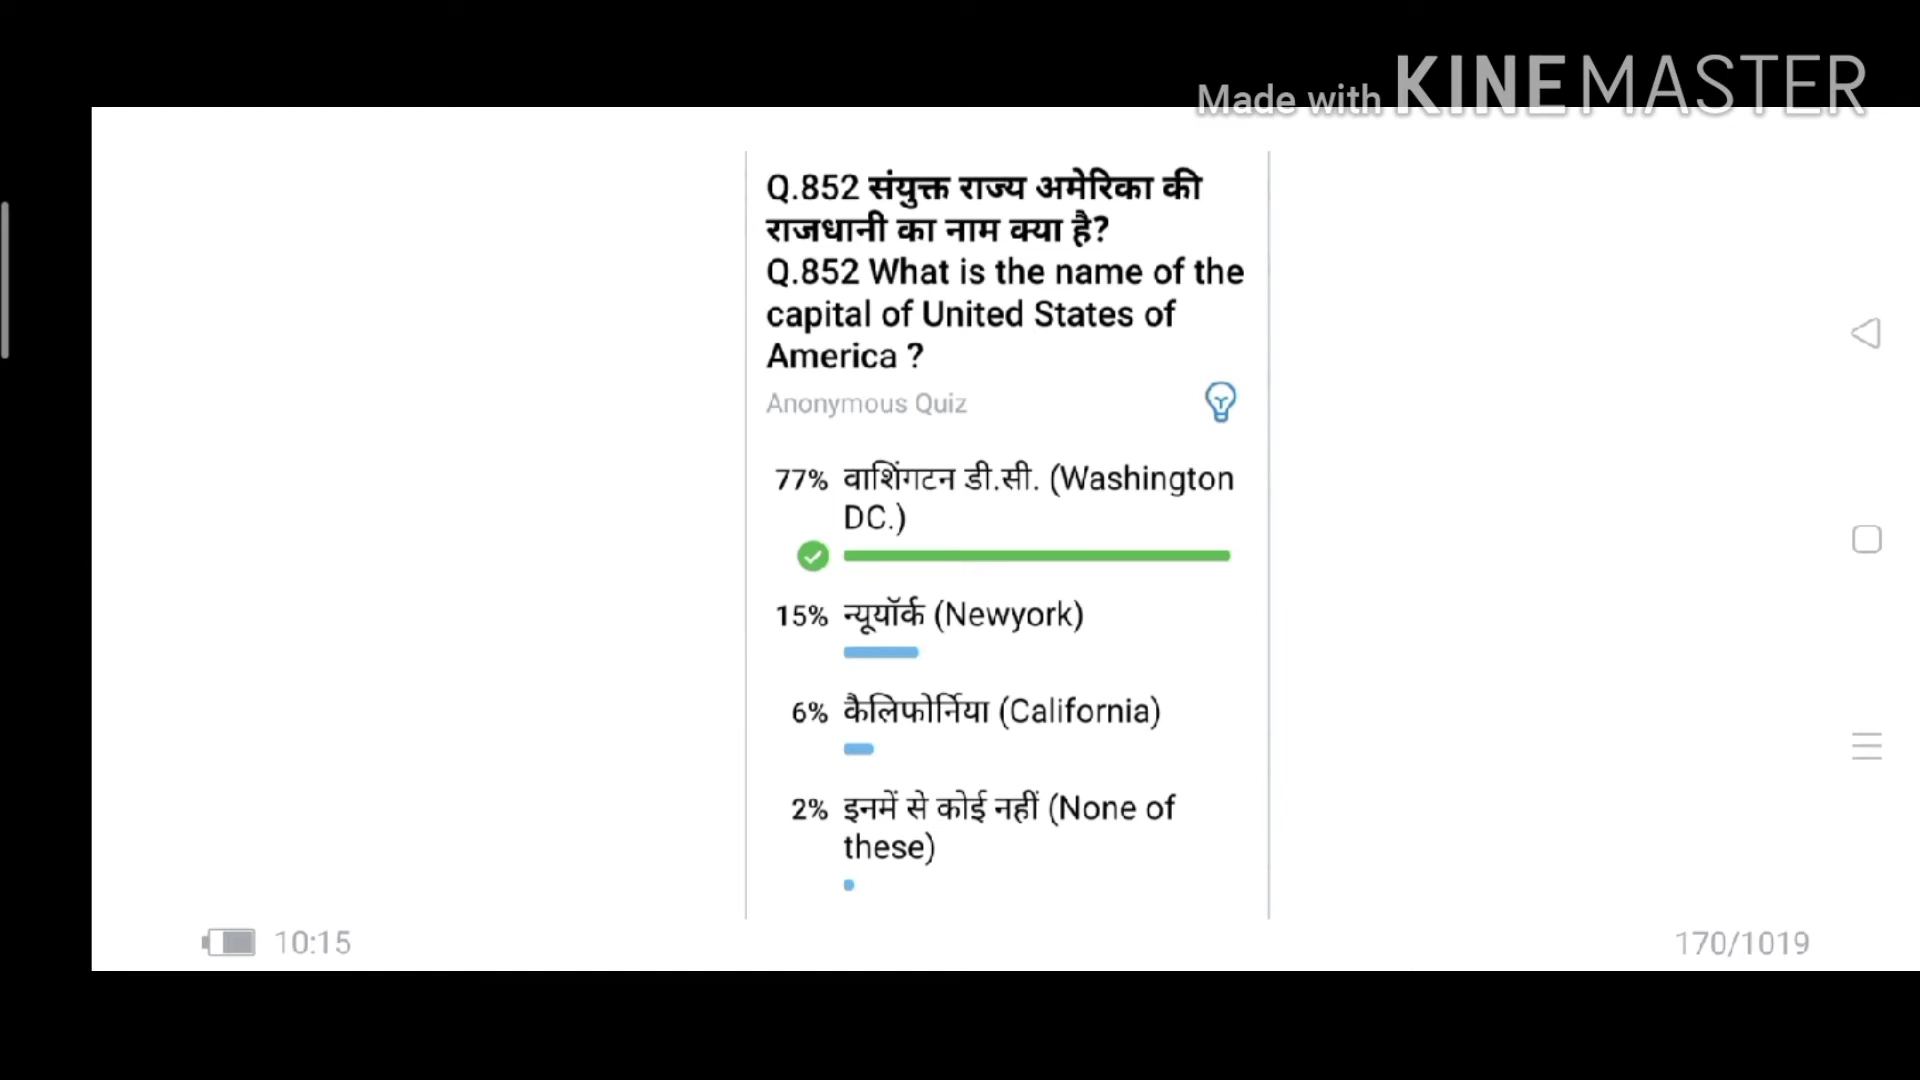 Made with KINEMASTER
Q.852 संयुक्त राज्य अमेरिका की
राजधानी का नाम क्या है?
Q.852 What is the name of the
capital of United States of
America ?
Anonymous Quiz
77% वाशिंगटन डी.सी. (Washington
DC.)
15% न्यूयॉर्क (Newyork)
6% कैलिफोर्निया (California)
2% इनमें से कोई नहीं (None of
these)
10:15
170/1019